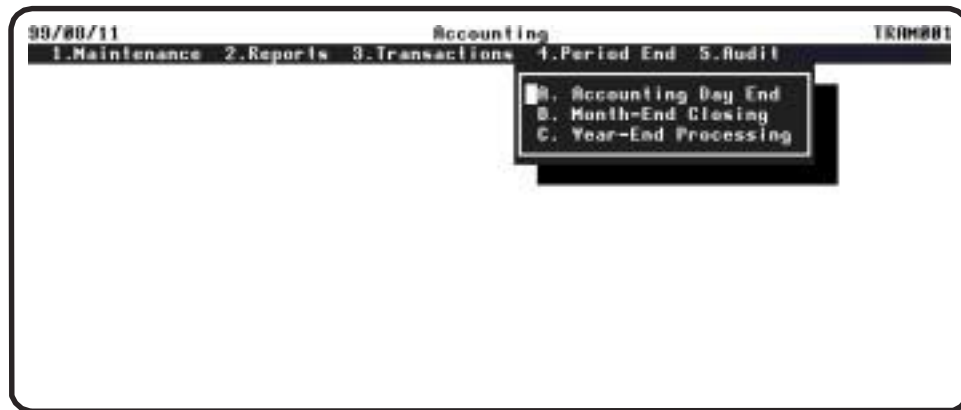 99/08/11 Accounting TRAM001
1.Maintenance 2.Reports 3.Transactions 4.Period End 5.Audit
A. Accounting Day End
B. Month-End Closing
C. Year-End Processing